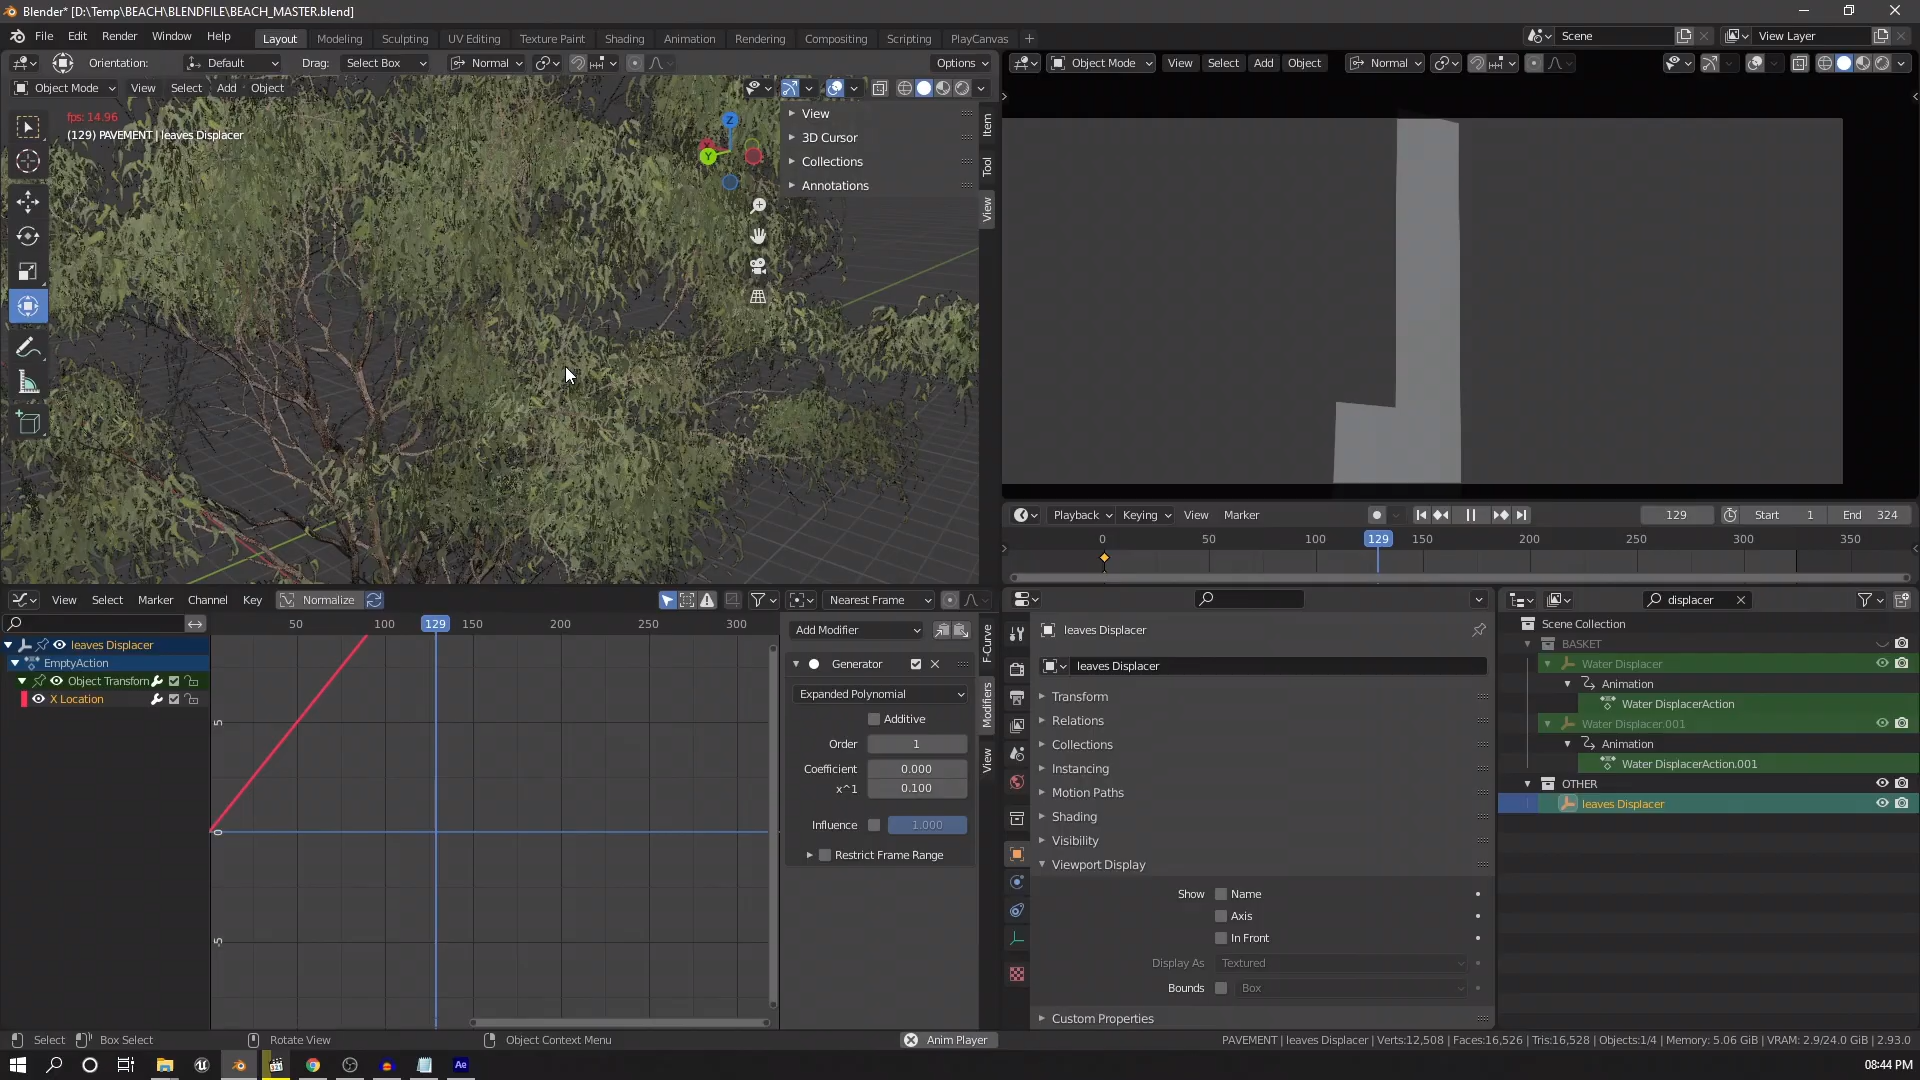 Blender* [D:\Temp\BEACH\BLENDFILE\BEACH_MASTER.blend]
File Edit Render Window Help Layout Modeling Sculpting UV Editing Texture Paint Shading Animation Rendering Compositing Scripting PlayCanvas + Scene View Layer
Orientation: Default Drag: Select Box Normal Options
Object Mode View Select Add Object Normal
Object Mode View Select Add Object
fps: 14.96
(129) PAVEMENT | leaves Displacer
Z
Y
View
3D Cursor
Collections
Annotations
Item
Tool
View
Playback Keying View Marker 129 Start 1 End 324
0 50 100 129 150 200 250 300 350
View Select Marker Channel Key Normalize Nearest Frame
50 100 129 150 200 250 300
leaves Displacer
EmptyAction
Object Transforn
X Location
5
0
-5
Add Modifier
Generator
Expanded Polynomial
Additive
Order 1
Coefficient 0.000
x^1 0.100
Influence 1.000
Restrict Frame Range
F-Curve
Modifiers
View
leaves Displacer
leaves Displacer
Transform
Relations
Collections
Instancing
Motion Paths
Shading
Visibility
Viewport Display
Show Name
Axis
In Front
Display As Textured
Bounds Box
Custom Properties
displacer
Scene Collection
BASKET
Water Displacer
Animation
Water DisplacerAction
Water Displacer.001
Animation
Water DisplacerAction.001
OTHER
leaves Displacer
Select Box Select Rotate View Object Context Menu Anim Player PAVEMENT | leaves Displacer | Verts:12,508 | Faces:16,526 | Tris:16,528 | Objects:1/4 | Memory: 5.06 GiB | VRAM: 2.9/24.0 GiB | 2.93.0
Ae
08:44 PM